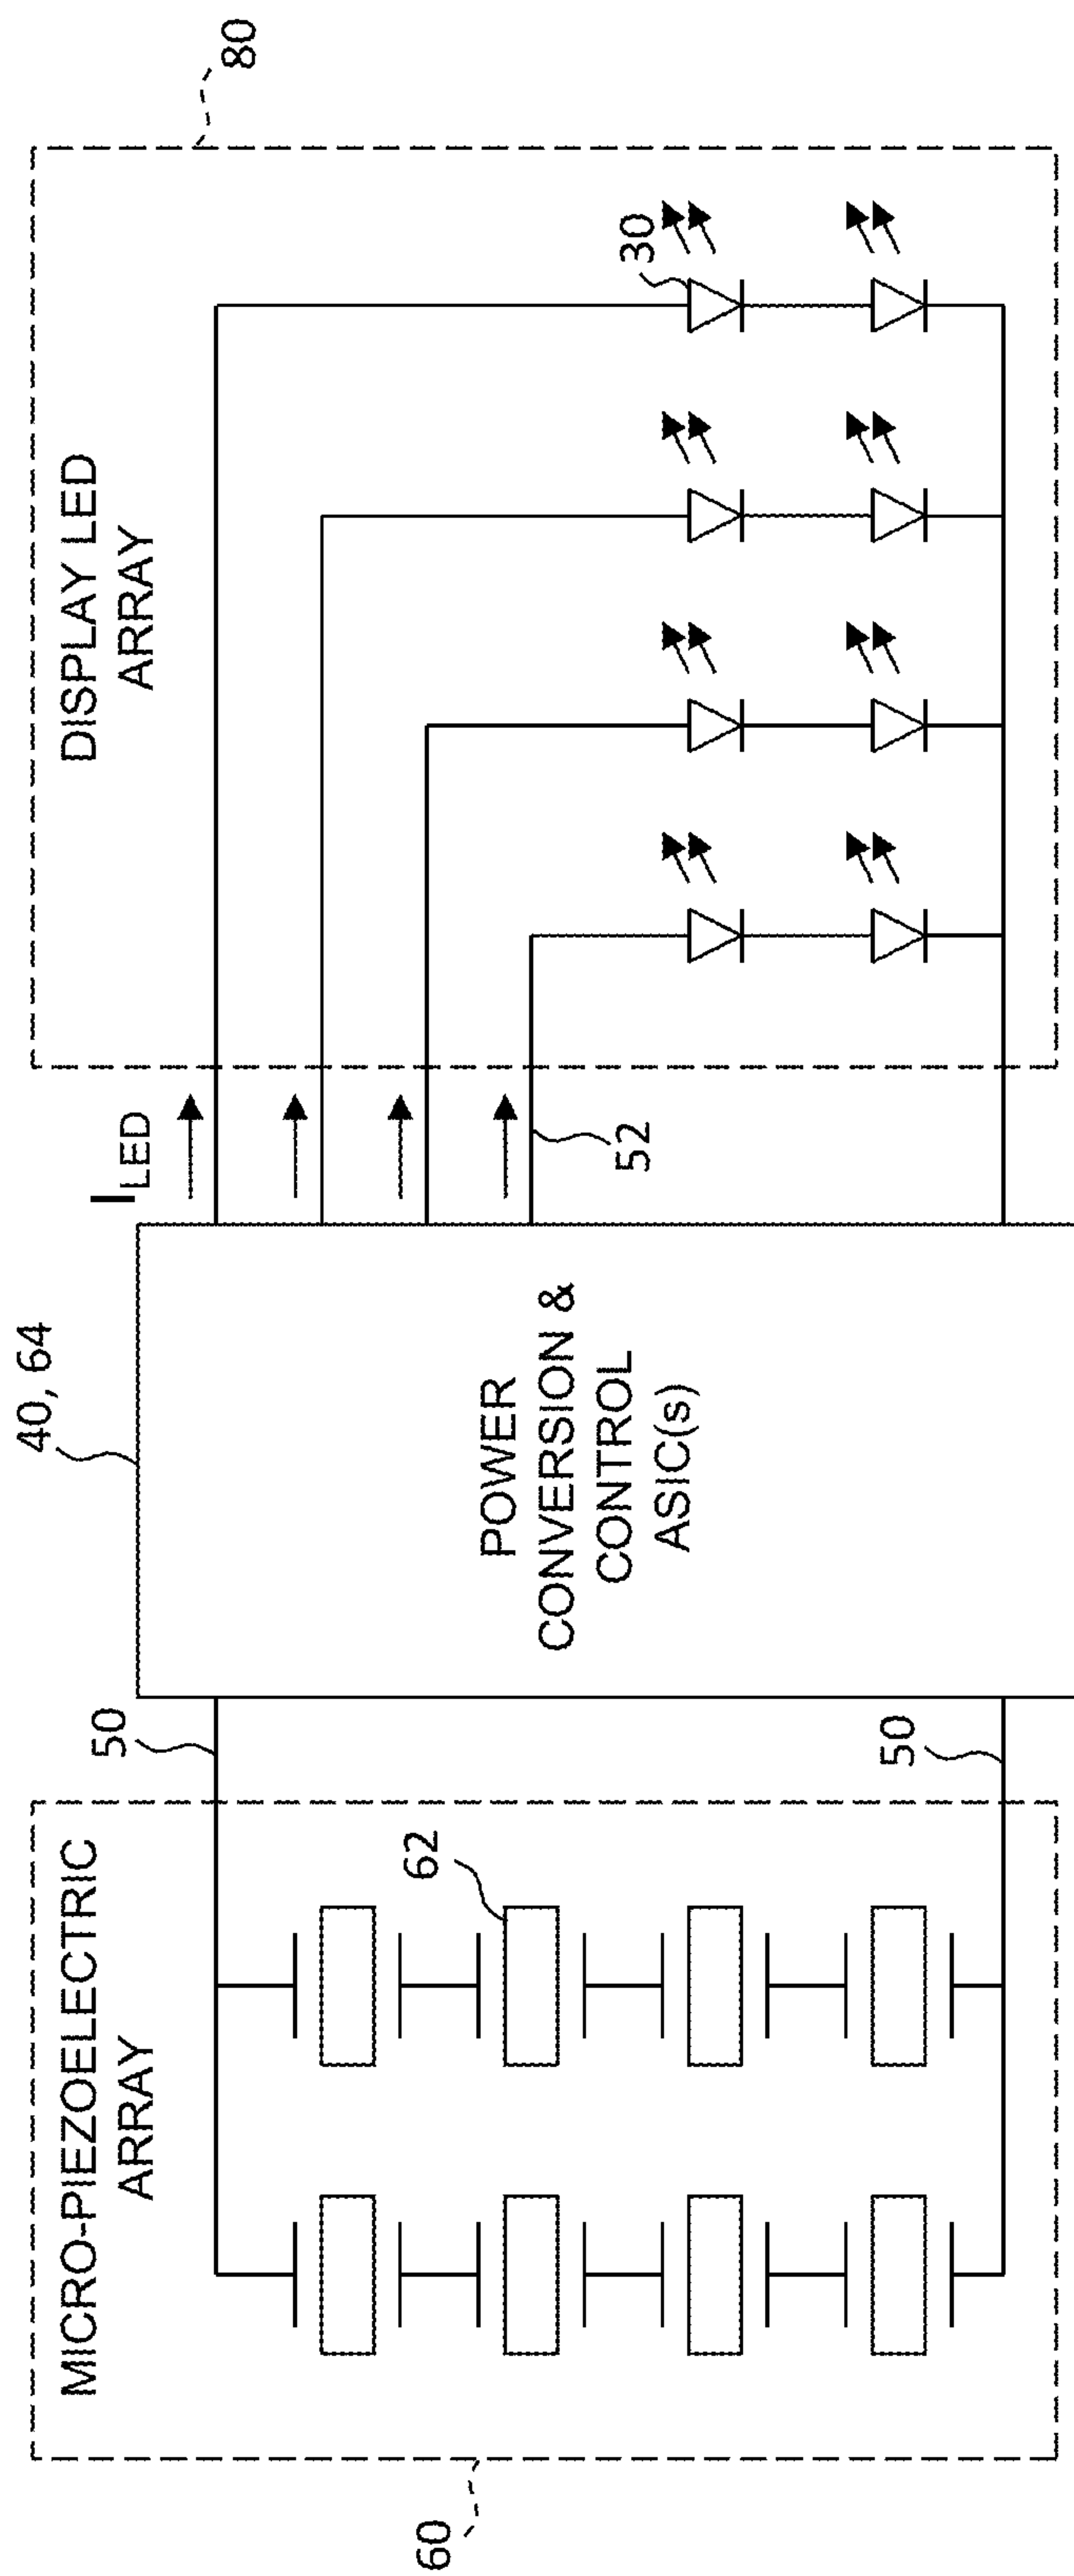 MICRO-PIEZOELECTRIC
ARRAY
60
62
50
50
40, 64
POWER
CONVERSION &
CONTROL
ASIC(s)
I LED
52
DISPLAY LED
ARRAY
30
80